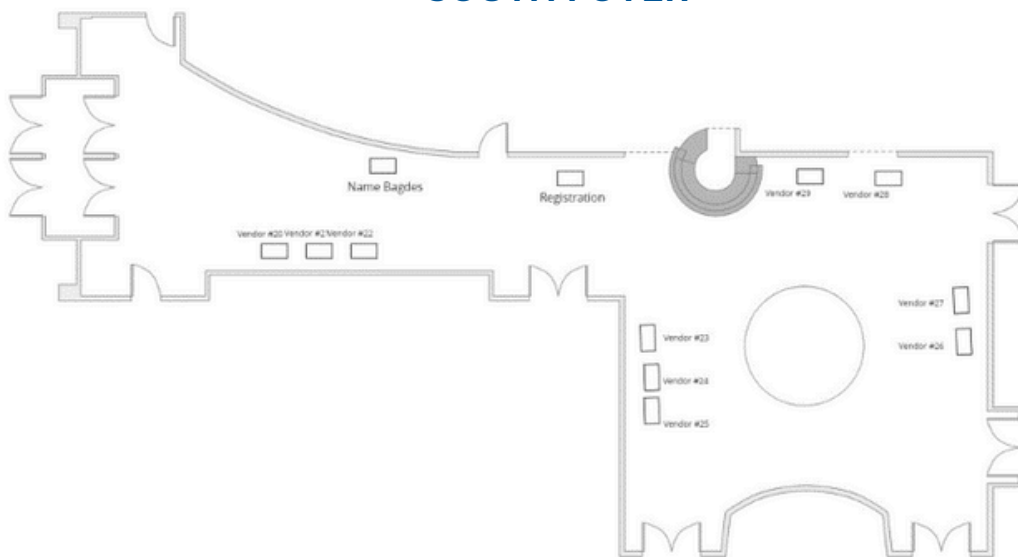 Name Bagdes
Registration
Vendor #29
Vendor #28
Vendor #20
Vendor #21
Vendor #22
Vendor #27
Vendor #23
Vendor #26
Vendor #24
Vendor #25